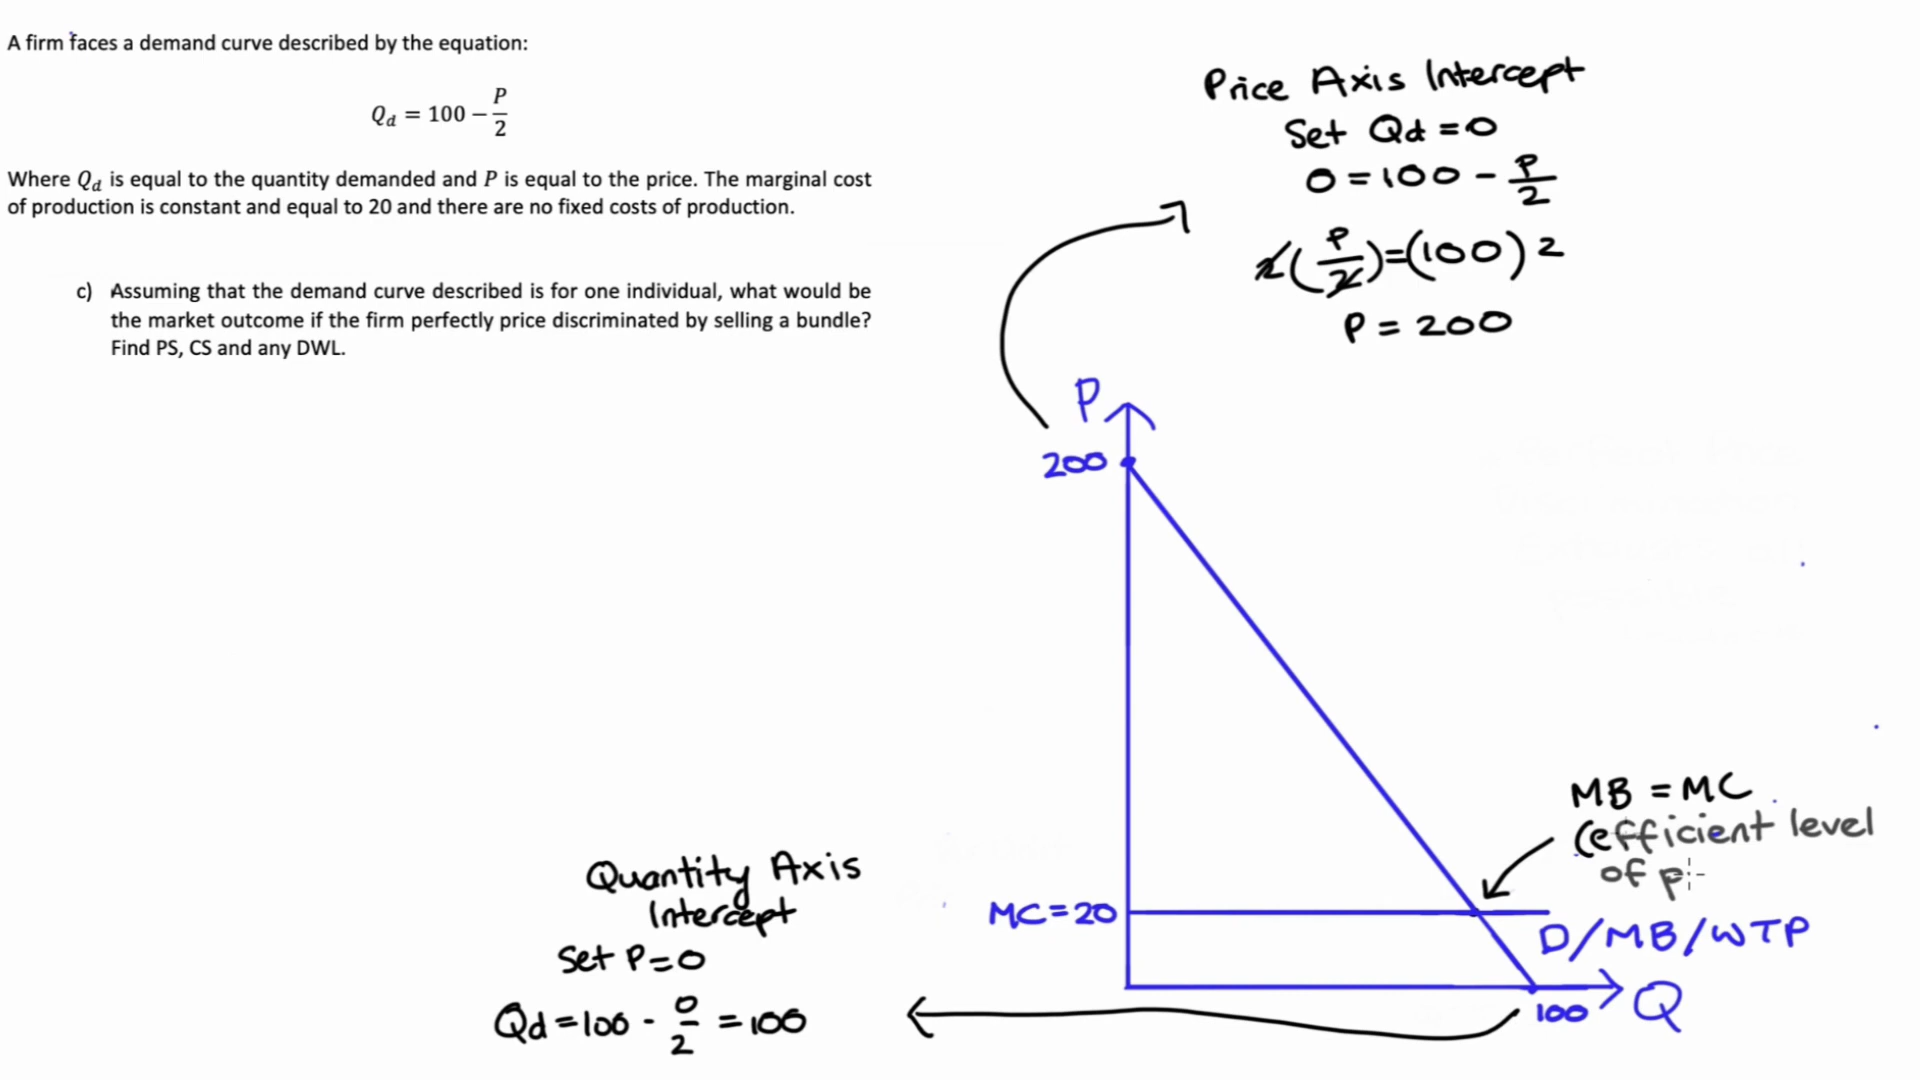 A firm faces a demand curve described by the equation:
Q_d = 100 − P/2
Where Q_d is equal to the quantity demanded and P is equal to the price. The marginal cost
of production is constant and equal to 20 and there are no fixed costs of production.
c) Assuming that the demand curve described is for one individual, what would be
the market outcome if the firm perfectly price discriminated by selling a bundle?
Find PS, CS and any DWL.
Price Axis Intercept
Set Qd = 0
0 = 100 - P/2
2(P/2) = (100) 2
P = 200
P
200
MB = MC
(efficient level
of p
MC = 20
D/MB/WTP
100
Q
Quantity Axis
Intercept
Set P = 0
Qd = 100 - 0/2 = 100